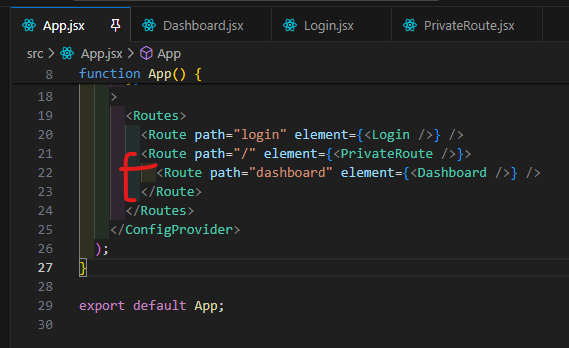 App.jsx Dashboard.jsx Login.jsx PrivateRoute.jsx
src > App.jsx > App
8 function App() {
18 >
19 <Routes>
20 <Route path="login" element={<Login />} />
21 <Route path="/" element={<PrivateRoute />}>
22 <Route path="dashboard" element={<Dashboard />} />
23 </Route>
24 </Routes>
25 </ConfigProvider>
26 );
27 }
28
29 export default App;
30